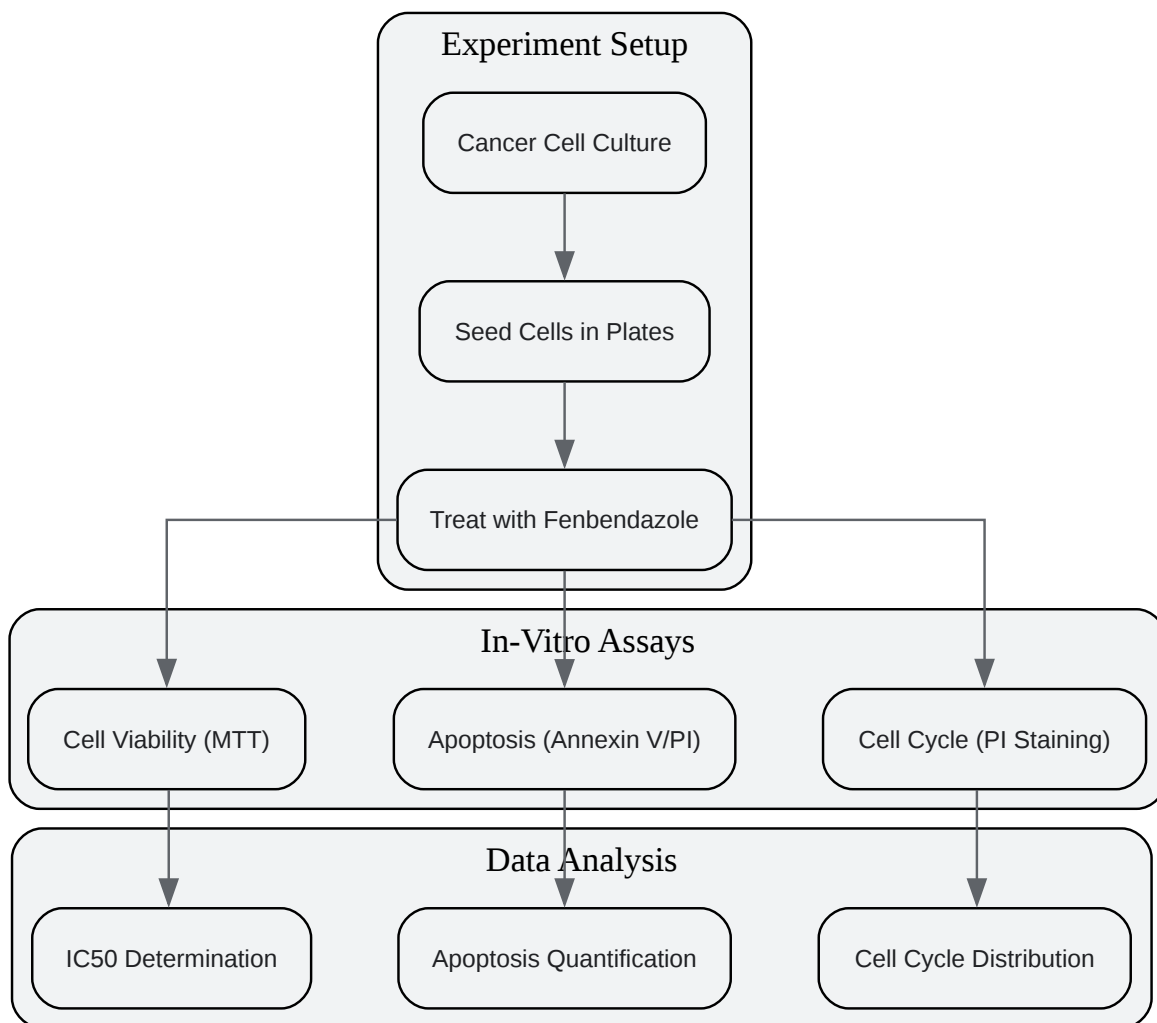 Experiment Setup
Cancer Cell Culture
Seed Cells in Plates
Treat with Fenbendazole
In-Vitro Assays
Cell Viability (MTT)
Apoptosis (Annexin V/PI)
Cell Cycle (PI Staining)
Data Analysis
IC50 Determination
Apoptosis Quantification
Cell Cycle Distribution